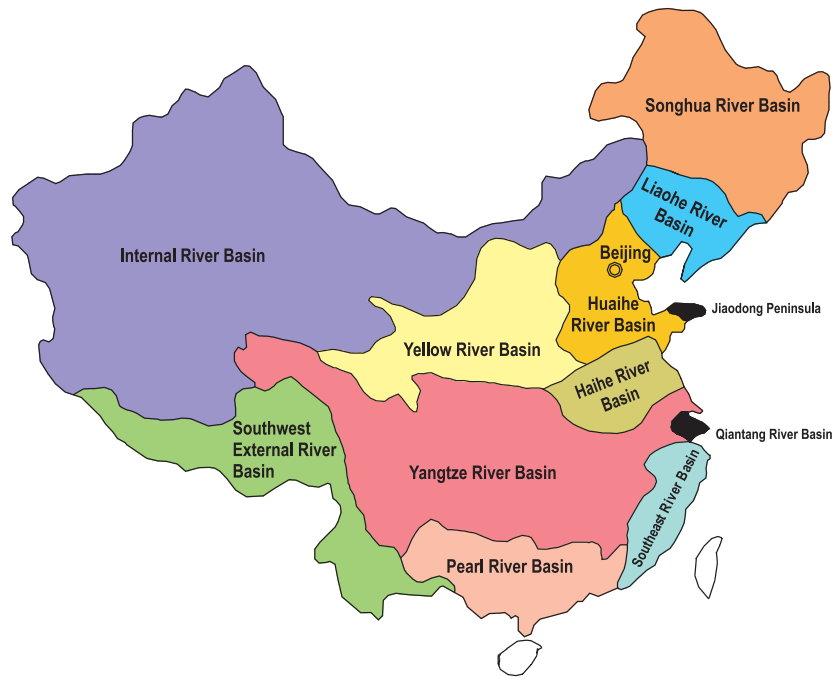 Songhua River Basin
Liaohe River
Basin
Internal River Basin
Beijing
Huaihe
River Basin
Jiaodong Peninsula
Yellow River Basin
Haihe River
Basin
Southwest
External River
Basin
Qiantang River Basin
Yangtze River Basin
Southeast River Basin
Pearl River Basin